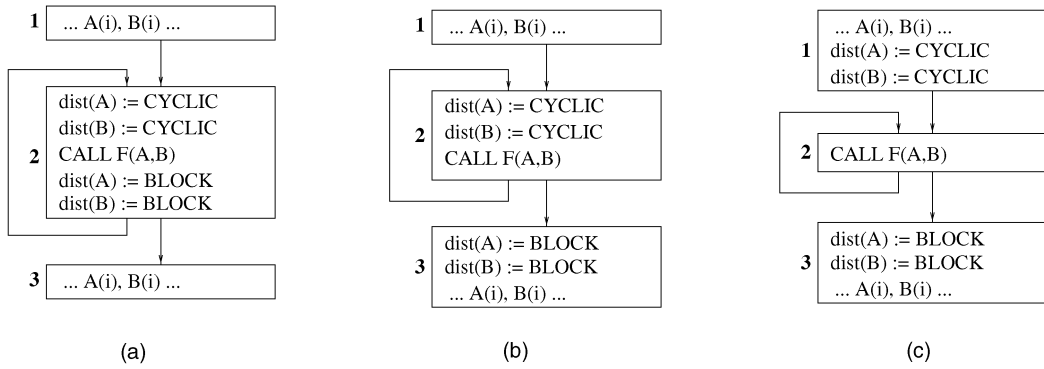 1 ... A(i), B(i) ...
2
dist(A) := CYCLIC
dist(B) := CYCLIC
CALL F(A,B)
dist(A) := BLOCK
dist(B) := BLOCK
3 ... A(i), B(i) ...
(a)
1 ... A(i), B(i) ...
2
dist(A) := CYCLIC
dist(B) := CYCLIC
CALL F(A,B)
3
dist(A) := BLOCK
dist(B) := BLOCK
... A(i), B(i) ...
(b)
1
... A(i), B(i) ...
dist(A) := CYCLIC
dist(B) := CYCLIC
2 CALL F(A,B)
3
dist(A) := BLOCK
dist(B) := BLOCK
... A(i), B(i) ...
(c)